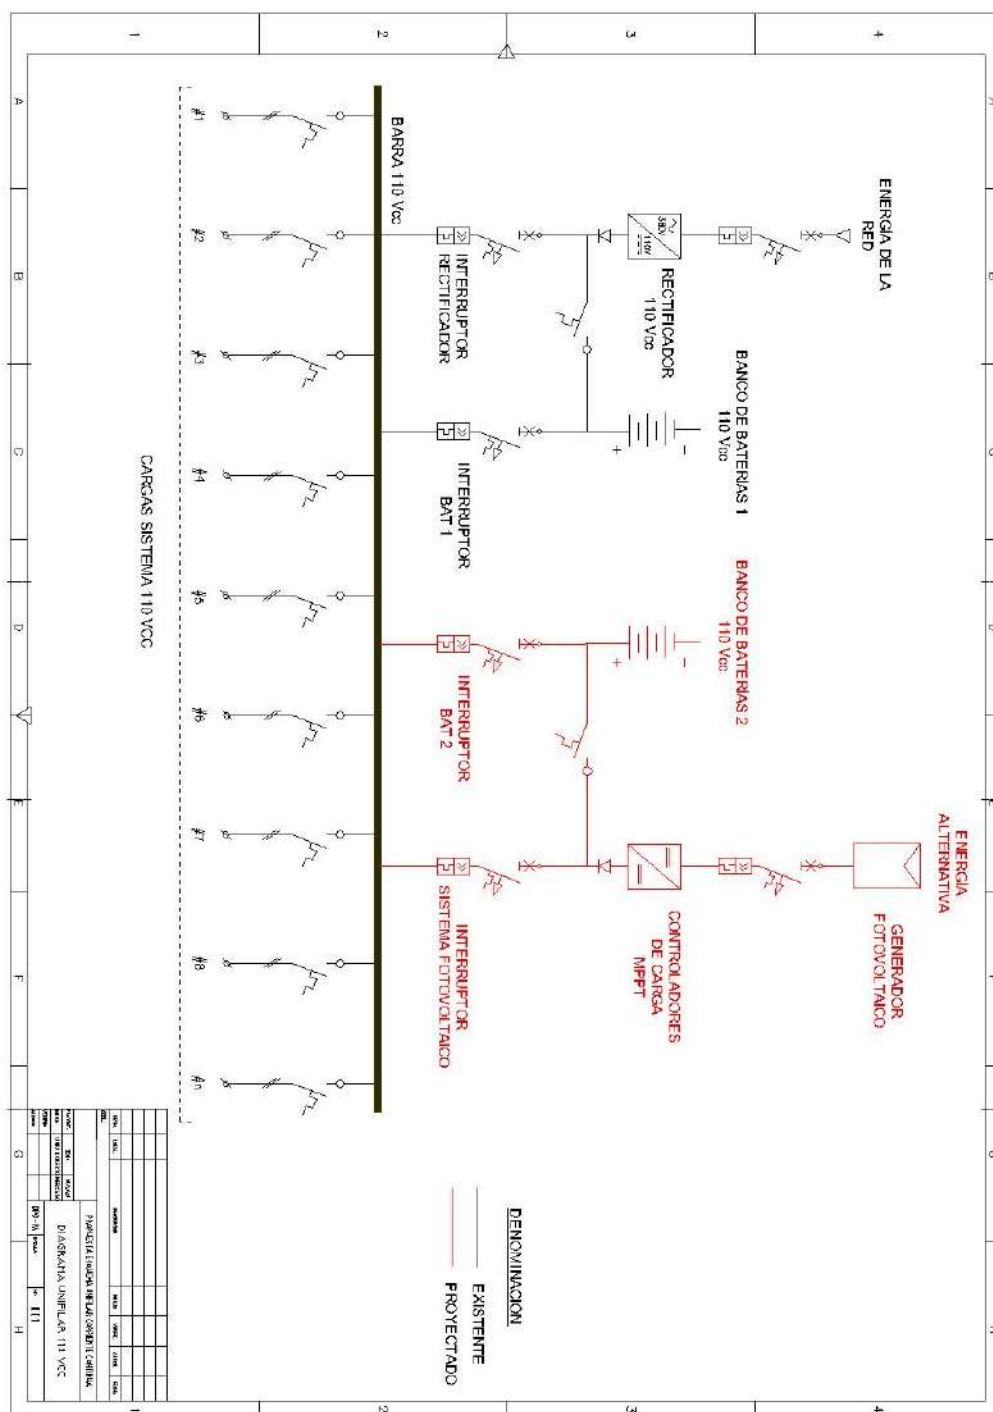 1
2
3
4
A
B
C
D
E
F
G
H
ENERGÍA DE LA
RED
RECTIFICADOR
110 Vcc
380V
110V
INTERRUPTOR
RECTIFICADOR
BARRA 110 Vcc
BANCO DE BATERÍAS 1
110 Vcc
+
-
INTERRUPTOR
BAT 1
BANCO DE BATERÍAS 2
110 Vcc
+
-
INTERRUPTOR
BAT 2
ENERGÍA
ALTERNATIVA
GENERADOR
FOTOVOLTAICO
CONTROLADORES
DE CARGA
MPPT
INTERRUPTOR
SISTEMA FOTOVOLTAICO
#1
#2
#3
#4
#5
#6
#7
#8
#n
CARGAS SISTEMA 110 VCC
DENOMINACIÓN
EXISTENTE
PROYECTADO
DIAGRAMA UNIFILAR